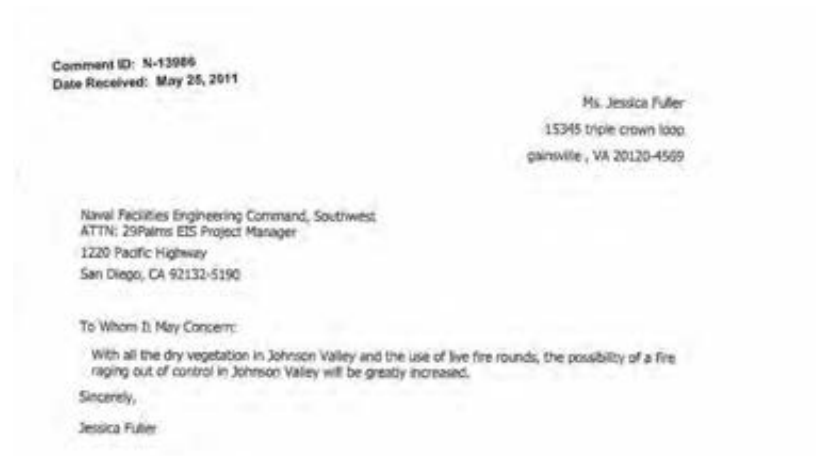 Comment ID: N-13986
Date Received: May 25, 2011
Ms. Jessica Fuller
15345 triple crown loop
gainsville , VA 20120-4569
Naval Facilities Engineering Command, Southwest
ATTN: 29Palms EIS Project Manager
1220 Pacific Highway
San Diego, CA 92132-5190
To Whom It May Concern:
With all the dry vegetation in Johnson Valley and the use of live fire rounds, the possibility of a fire
raging out of control in Johnson Valley will be greatly increased.
Sincerely,
Jessica Fuller